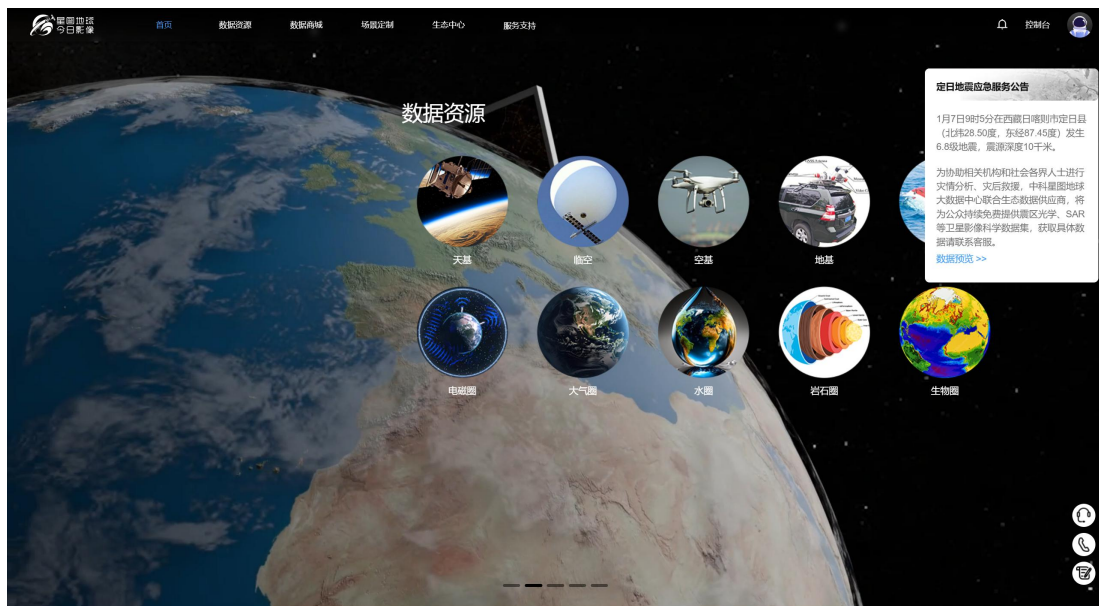 星图地球
今日影像
首页
数据资源
数据商城
场景定制
生态中心
服务支持
控制台
数据资源
天基
临空
空基
地基
电磁圈
大气圈
水圈
岩石圈
生物圈
定日地震应急服务公告
1月7日9时5分在西藏日喀则市定日县
（北纬28.50度，东经87.45度）发生
6.8级地震，震源深度10千米。
为协助相关机构和社会各界人士进行
灾情分析、灾后救援，中科星图地球
大数据中心联合生态数据供应商，将
为公众持续免费提供震区光学、SAR
等卫星影像科学数据集，获取具体数
据请联系客服。
数据预览 >>